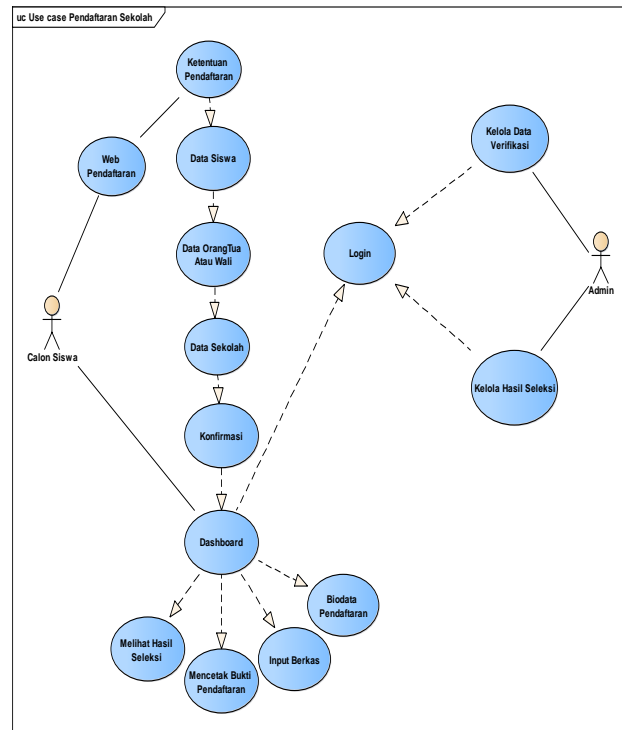 uc Use case Pendaftaran Sekolah
Ketentuan
Pendaftaran
Web
Pendaftaran
Data Siswa
Kelola Data
Verifikasi
Data OrangTua
Atau Wali
Login
Admin
Calon Siswa
Data Sekolah
Kelola Hasil Seleksi
Konfirmasi
Dashboard
Biodata
Pendaftaran
Melihat Hasil
Seleksi
Mencetak Bukti
Pendaftaran
Input Berkas